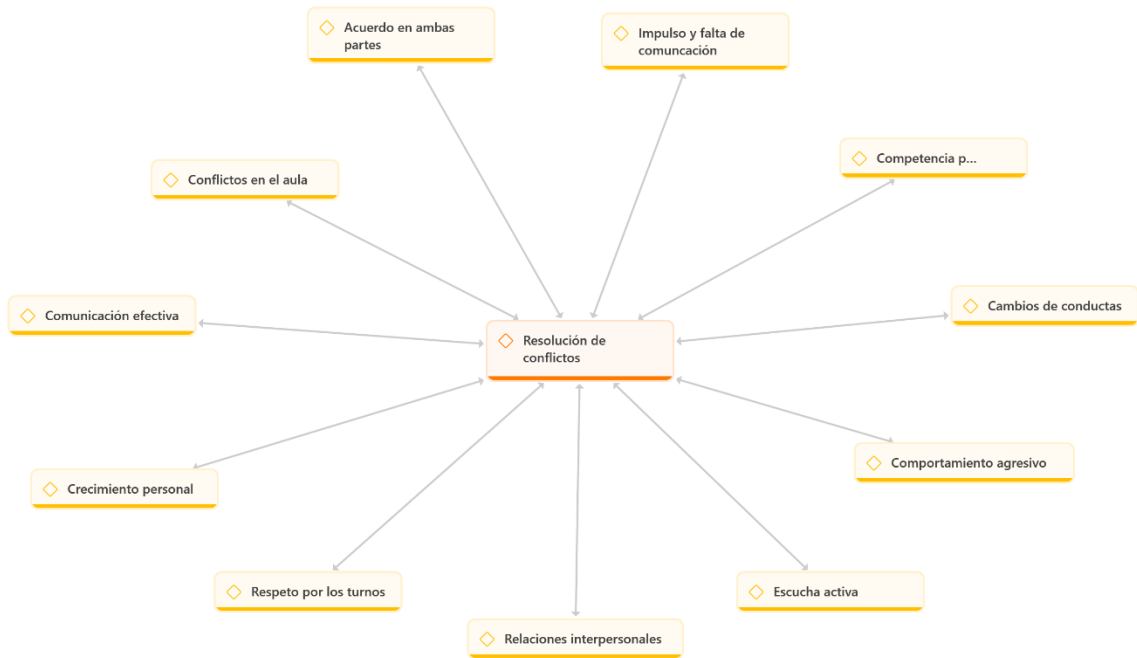 Acuerdo en ambas
partes
Impulso y falta de
comuncación
Competencia p...
Conflictos en el aula
Cambios de conductas
Comunicación efectiva
Resolución de
conflictos
Comportamiento agresivo
Crecimiento personal
Respeto por los turnos
Escucha activa
Relaciones interpersonales